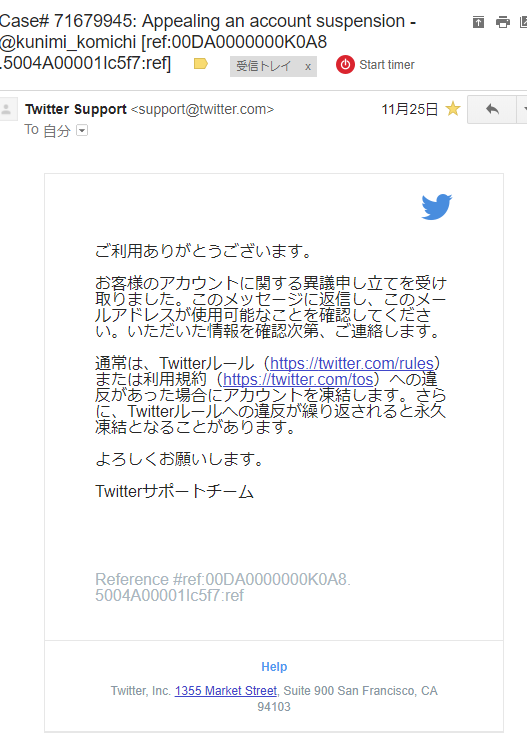 Case# 71679945: Appealing an account suspension -
@kunimi_komichi [ref:00DA0000000K0A8
.5004A00001Ic5f7:ref]
受信トレイ x
Start timer
Twitter Support <support@twitter.com>
11月25日
To 自分
ご利用ありがとうございます。
お客様のアカウントに関する異議申し立てを受け
取りました。このメッセージに返信し、このメー
ルアドレスが使用可能なことを確認してくださ
い。いただいた情報を確認次第、ご連絡します。
通常は、Twitterルール（https://twitter.com/rules）
または利用規約（https://twitter.com/tos）への違
反があった場合にアカウントを凍結します。さら
に、Twitterルールへの違反が繰り返されると永久
凍結となることがあります。
よろしくお願いします。
Twitterサポートチーム
Reference #ref:00DA0000000K0A8.
5004A00001Ic5f7:ref
Help
Twitter, Inc. 1355 Market Street, Suite 900 San Francisco, CA
94103